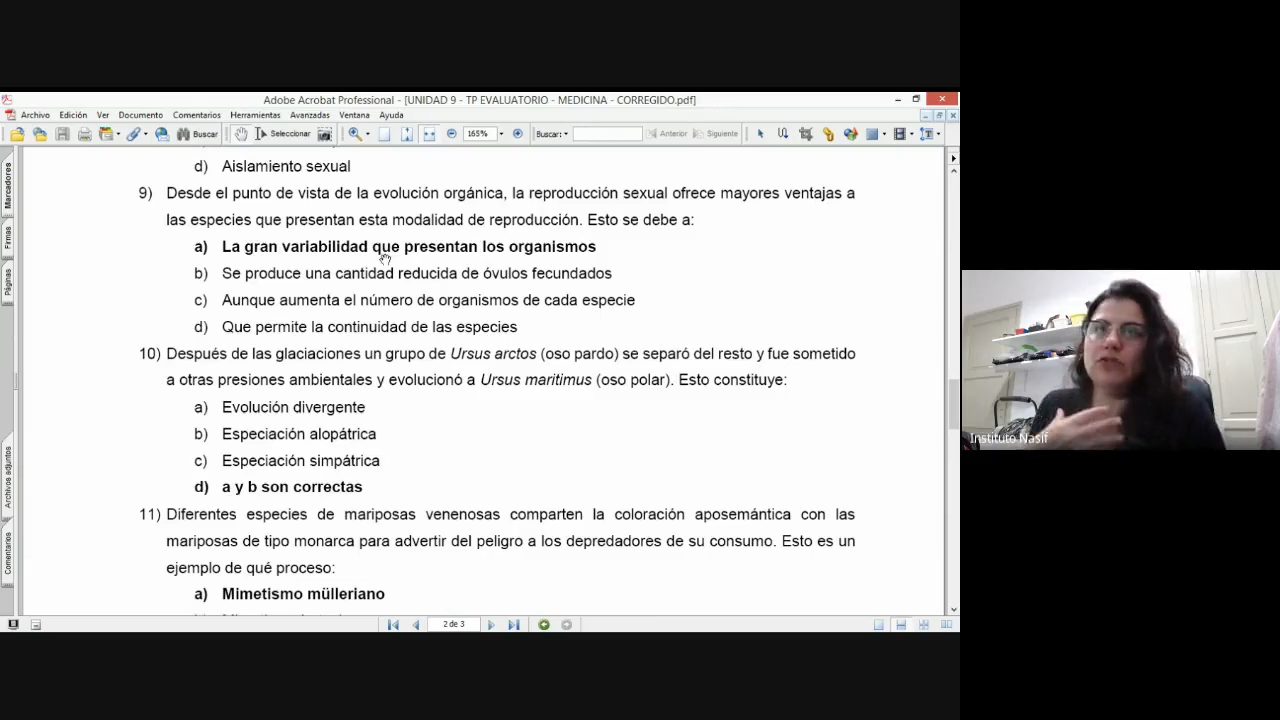 Adobe Acrobat Professional - [UNIDAD 9 - TP EVALUATORIO - MEDICINA - CORREGIDO.pdf]
Archivo Edición Ver Documento Comentarios Herramientas Avanzadas Ventana Ayuda
Buscar Seleccionar 165% Buscar: Anterior Siguiente
Marcadores
Firmas
Páginas
Archivos adjuntos
Comentarios
d) Aislamiento sexual
9) Desde el punto de vista de la evolución orgánica, la reproducción sexual ofrece mayores ventajas a
las especies que presentan esta modalidad de reproducción. Esto se debe a:
a) La gran variabilidad que presentan los organismos
b) Se produce una cantidad reducida de óvulos fecundados
c) Aunque aumenta el número de organismos de cada especie
d) Que permite la continuidad de las especies
10) Después de las glaciaciones un grupo de Ursus arctos (oso pardo) se separó del resto y fue sometido
a otras presiones ambientales y evolucionó a Ursus maritimus (oso polar). Esto constituye:
a) Evolución divergente
b) Especiación alopátrica
c) Especiación simpátrica
d) a y b son correctas
11) Diferentes especies de mariposas venenosas comparten la coloración aposemántica con las
mariposas de tipo monarca para advertir del peligro a los depredadores de su consumo. Esto es un
ejemplo de qué proceso:
a) Mimetismo mülleriano
2 de 3
Instituto Nasif